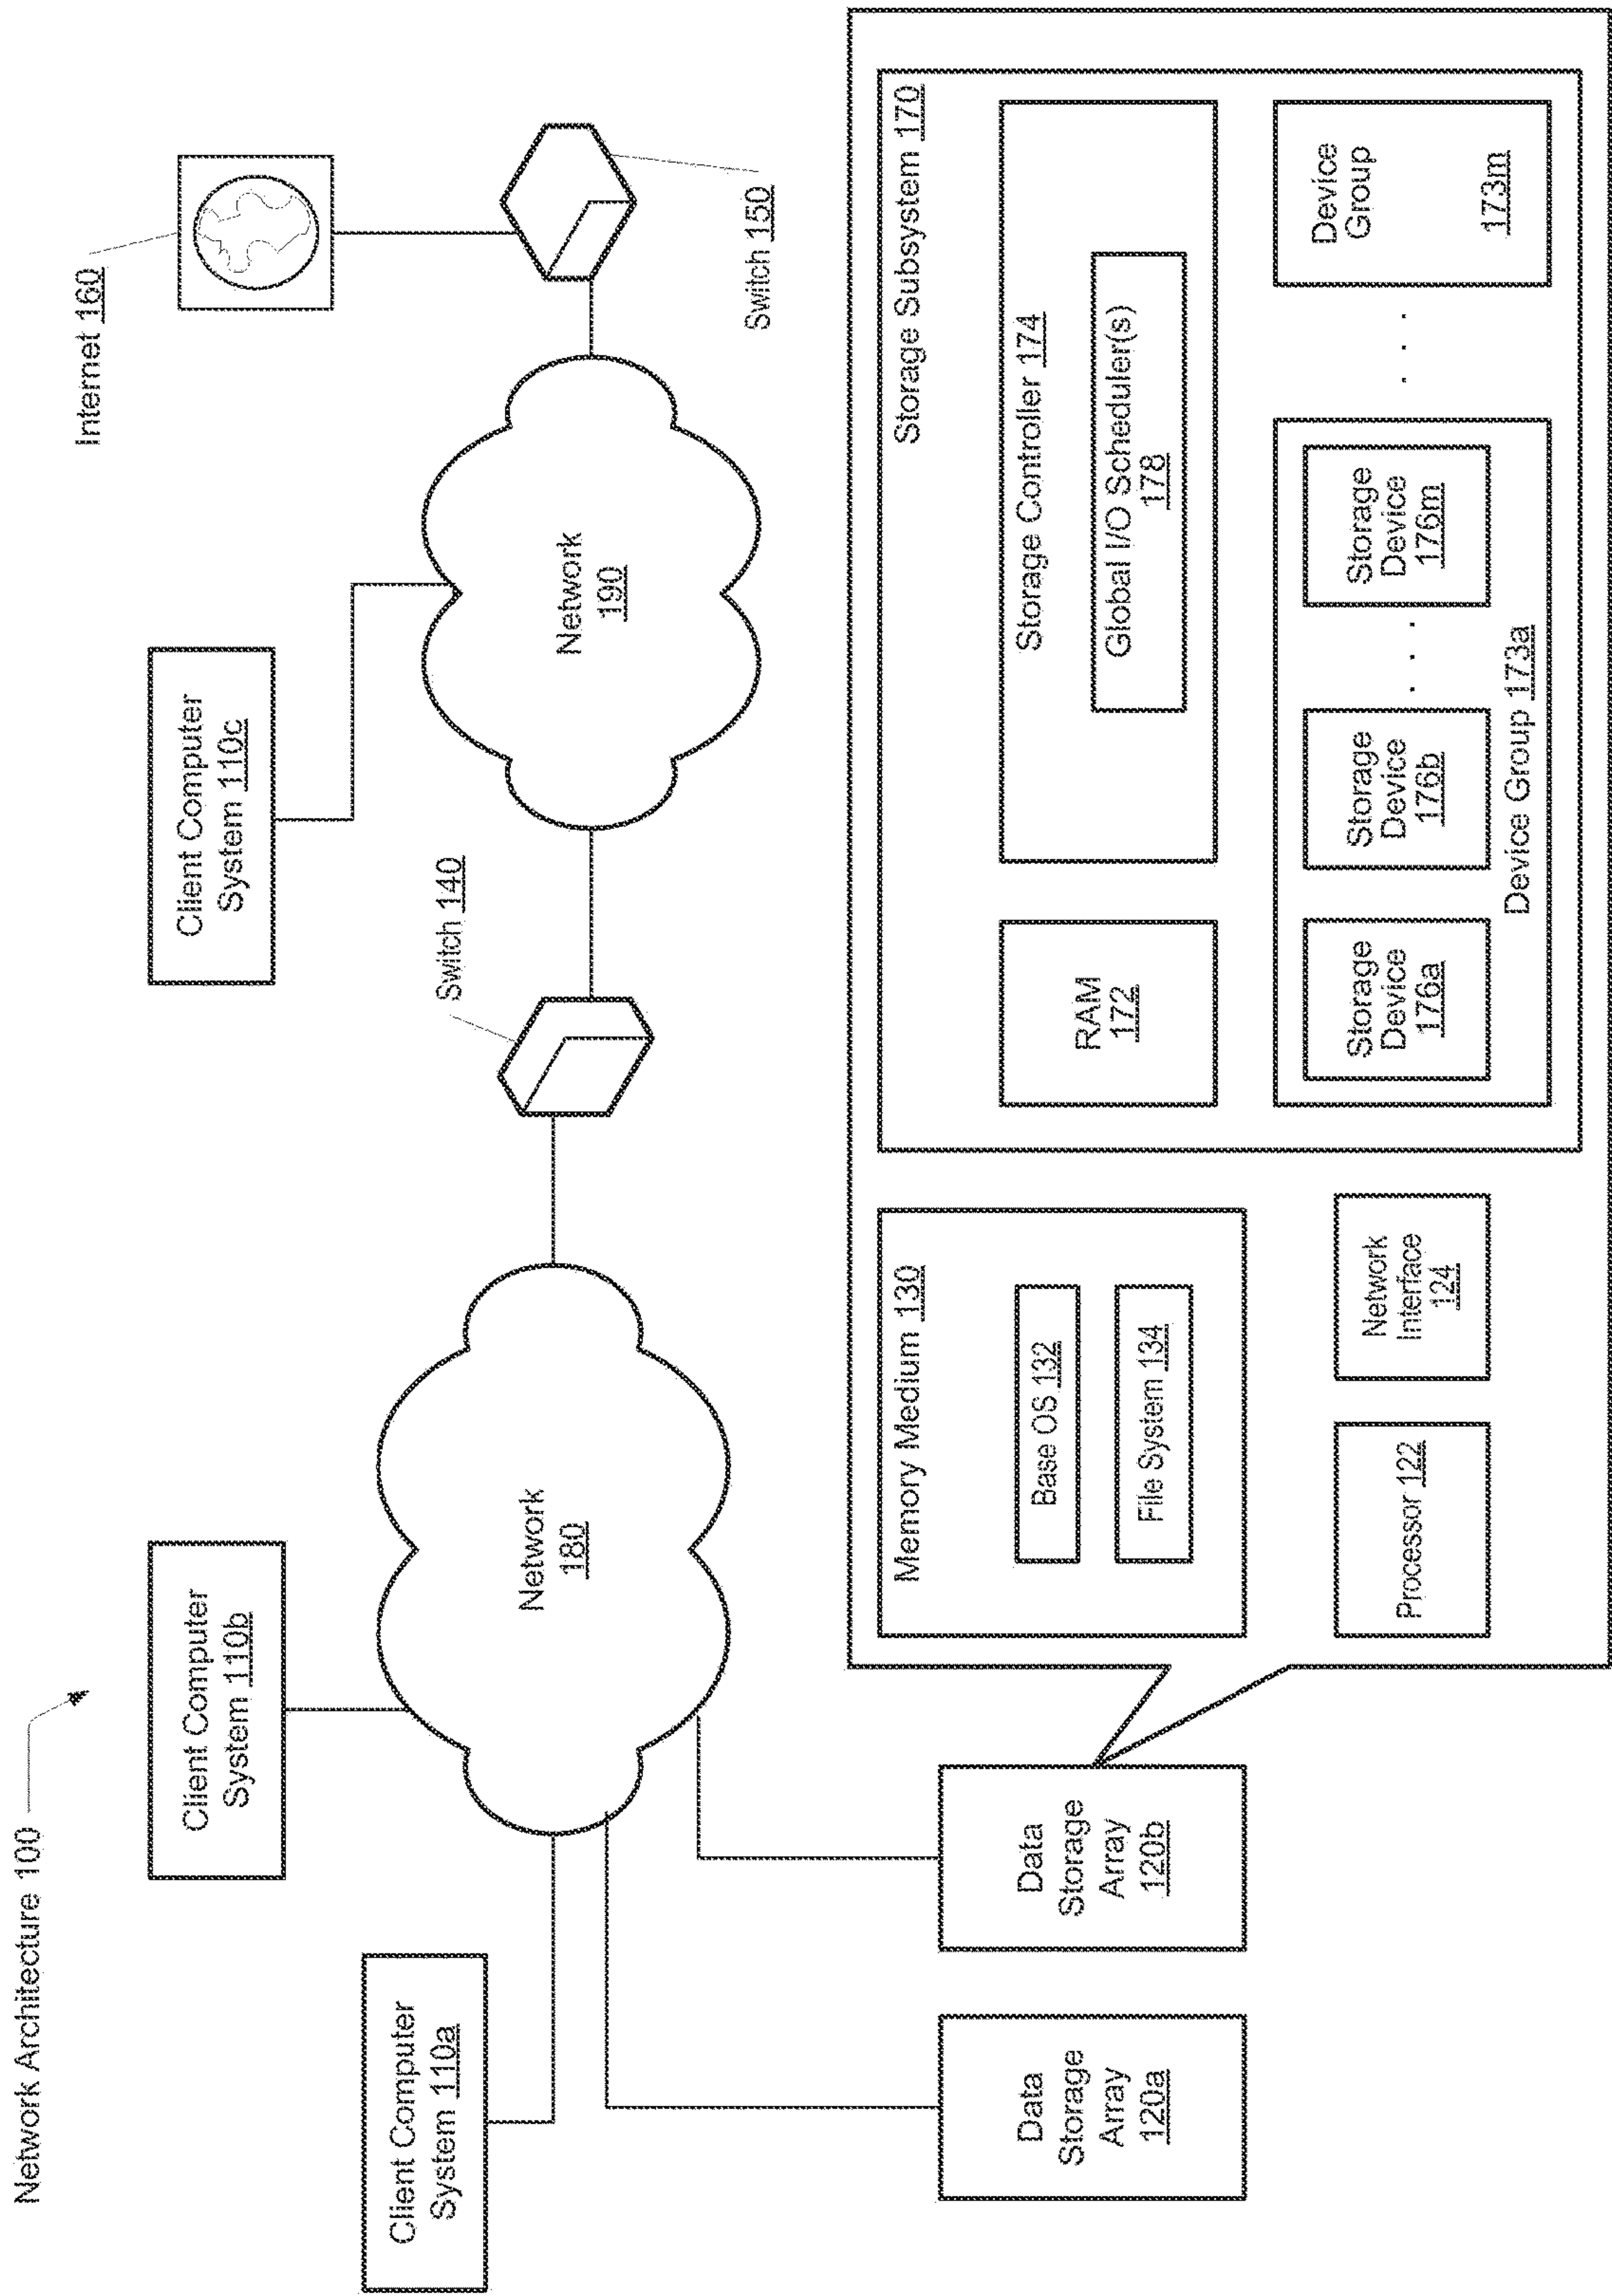 Network Architecture 100
Client Computer
System 110a
Client Computer
System 110b
Client Computer
System 110c
Internet 160
Switch 140
Switch 150
Network
180
Network
190
Data
Storage
Array
120a
Data
Storage
Array
120b
Memory Medium 130
Base OS 132
File System 134
Processor 122
Network
Interface
124
Storage Subsystem 170
RAM
172
Storage Controller 174
Global I/O Scheduler(s)
178
Storage
Device
176a
Storage
Device
176b
. . .
Storage
Device
176m
Device Group 173a
. . .
Device
Group
173m